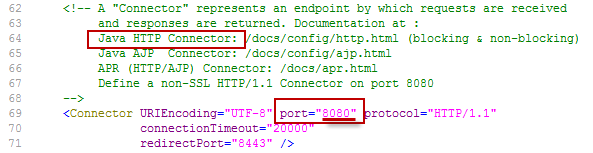 62 <!-- A "Connector" represents an endpoint by which requests are received
63 and responses are returned. Documentation at :
64 Java HTTP Connector: /docs/config/http.html (blocking & non-blocking)
65 Java AJP  Connector: /docs/config/ajp.html
66 APR (HTTP/AJP) Connector: /docs/apr.html
67 Define a non-SSL HTTP/1.1 Connector on port 8080
68 -->
69 <Connector URIEncoding="UTF-8" port="8080" protocol="HTTP/1.1"
70 connectionTimeout="20000"
71 redirectPort="8443" />